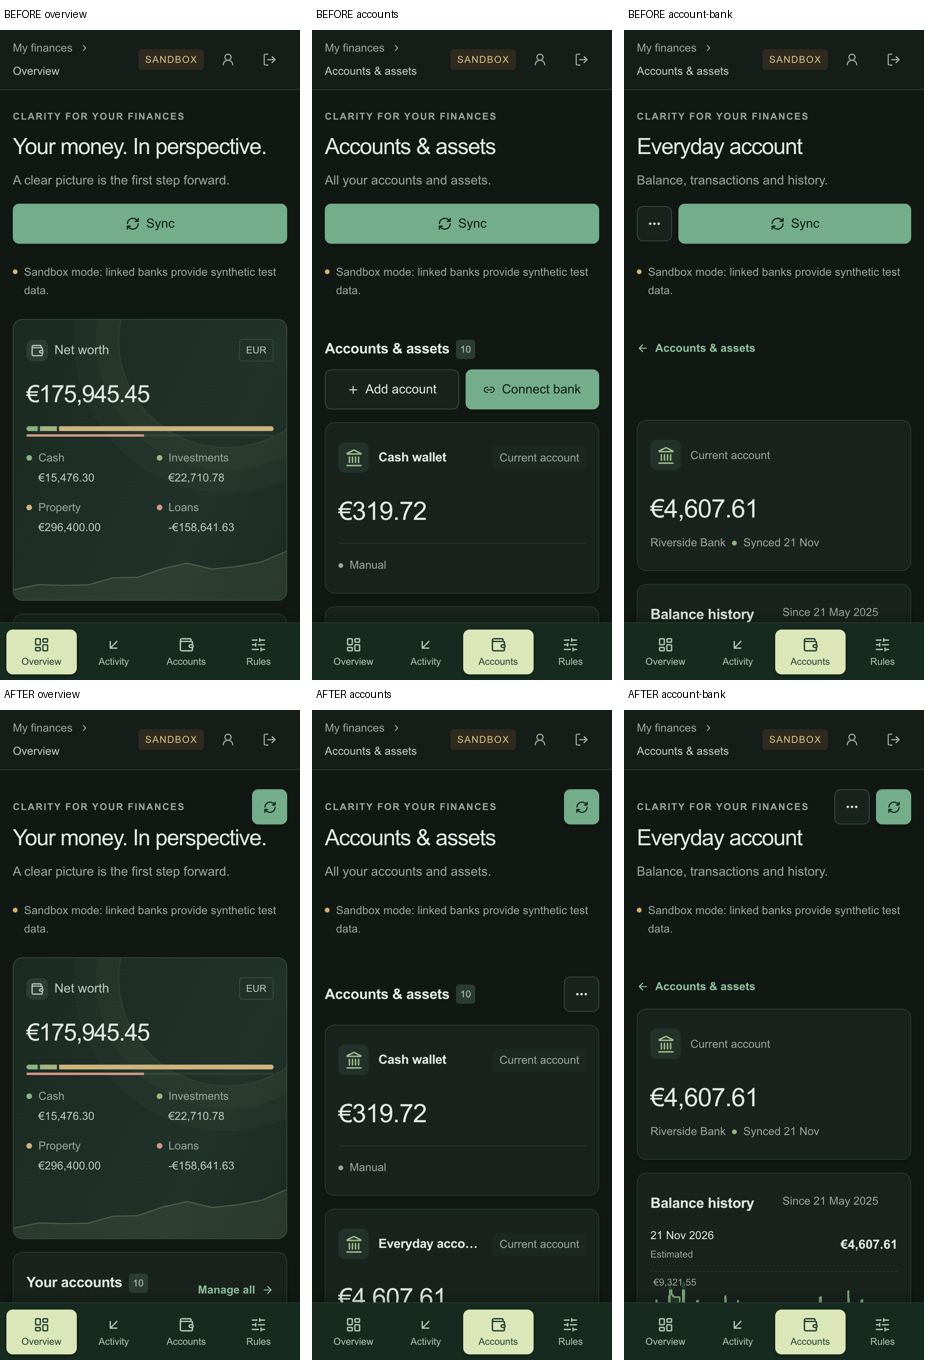 BEFORE overview
My finances
Overview
SANDBOX
CLARITY FOR YOUR FINANCES
Your money. In perspective.
A clear picture is the first step forward.
Sync
Sandbox mode: linked banks provide synthetic test
data.
Net worth
EUR
€175,945.45
Cash
Investments
€15,476.30
€22,710.78
Property
Loans
€296,400.00
-€158,641.63
Overview
Activity
Accounts
Rules
BEFORE accounts
My finances
Accounts & assets
SANDBOX
CLARITY FOR YOUR FINANCES
Accounts & assets
All your accounts and assets.
Sync
Sandbox mode: linked banks provide synthetic test
data.
Accounts & assets 10
+ Add account
Connect bank
Cash wallet
Current account
€319.72
Manual
Overview
Activity
Accounts
Rules
BEFORE account-bank
My finances
Accounts & assets
SANDBOX
CLARITY FOR YOUR FINANCES
Everyday account
Balance, transactions and history.
Sync
Sandbox mode: linked banks provide synthetic test
data.
← Accounts & assets
Current account
€4,607.61
Riverside Bank • Synced 21 Nov
Balance history
Since 21 May 2025
Overview
Activity
Accounts
Rules
AFTER overview
My finances
Overview
SANDBOX
CLARITY FOR YOUR FINANCES
Your money. In perspective.
A clear picture is the first step forward.
Sandbox mode: linked banks provide synthetic test
data.
Net worth
EUR
€175,945.45
Cash
Investments
€15,476.30
€22,710.78
Property
Loans
€296,400.00
-€158,641.63
Your accounts 10
Manage all →
Overview
Activity
Accounts
Rules
AFTER accounts
My finances
Accounts & assets
SANDBOX
CLARITY FOR YOUR FINANCES
Accounts & assets
All your accounts and assets.
Sandbox mode: linked banks provide synthetic test
data.
Accounts & assets 10
Cash wallet
Current account
€319.72
Manual
Everyday acco...
Current account
€4,607.61
Overview
Activity
Accounts
Rules
AFTER account-bank
My finances
Accounts & assets
SANDBOX
CLARITY FOR YOUR FINANCES
Everyday account
Balance, transactions and history.
Sandbox mode: linked banks provide synthetic test
data.
← Accounts & assets
Current account
€4,607.61
Riverside Bank • Synced 21 Nov
Balance history
Since 21 May 2025
21 Nov 2026
Estimated
€4,607.61
€9,321.55
Overview
Activity
Accounts
Rules